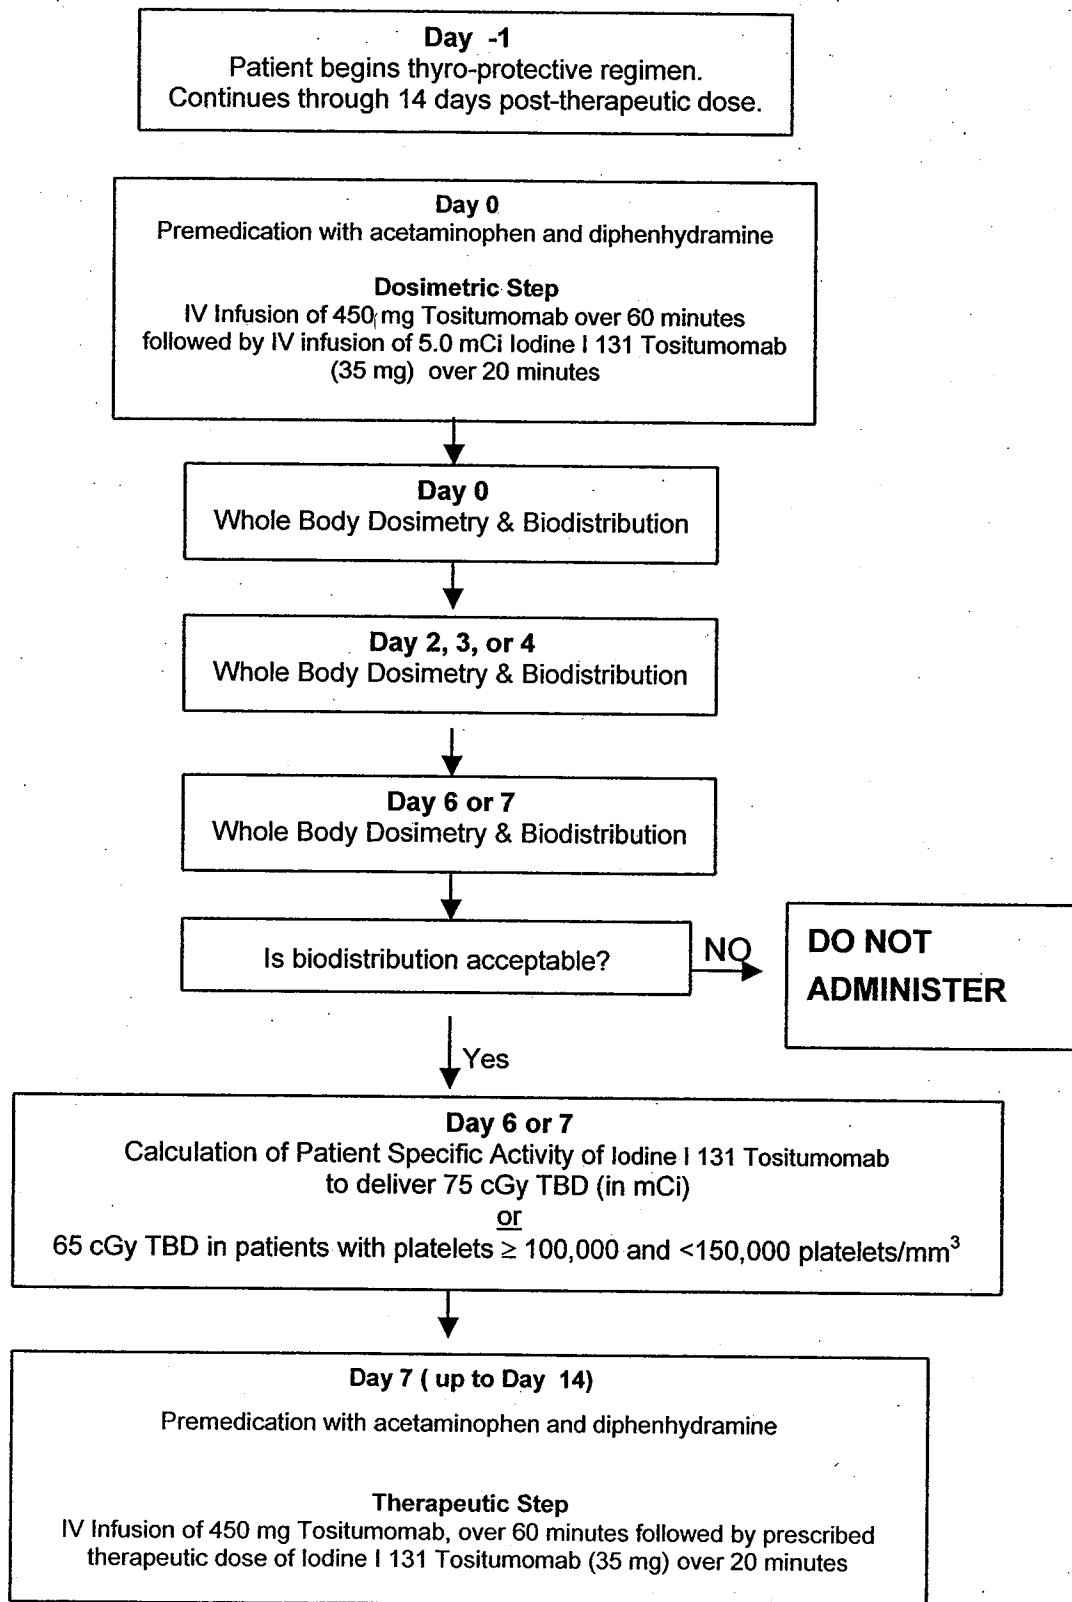 Day -1
Patient begins thyro-protective regimen.
Continues through 14 days post-therapeutic dose.
Day 0
Premedication with acetaminophen and diphenhydramine
Dosimetric Step
IV Infusion of 450 mg Tositumomab over 60 minutes
followed by IV infusion of 5.0 mCi Iodine I 131 Tositumomab
(35 mg) over 20 minutes
Day 0
Whole Body Dosimetry & Biodistribution
Day 2, 3, or 4
Whole Body Dosimetry & Biodistribution
Day 6 or 7
Whole Body Dosimetry & Biodistribution
Is biodistribution acceptable?
NO
DO NOT
ADMINISTER
Yes
Day 6 or 7
Calculation of Patient Specific Activity of Iodine I 131 Tositumomab
to deliver 75 cGy TBD (in mCi)
or
65 cGy TBD in patients with platelets ≥ 100,000 and <150,000 platelets/mm³
Day 7 ( up to Day 14)
Premedication with acetaminophen and diphenhydramine
Therapeutic Step
IV Infusion of 450 mg Tositumomab, over 60 minutes followed by prescribed
therapeutic dose of Iodine I 131 Tositumomab (35 mg) over 20 minutes